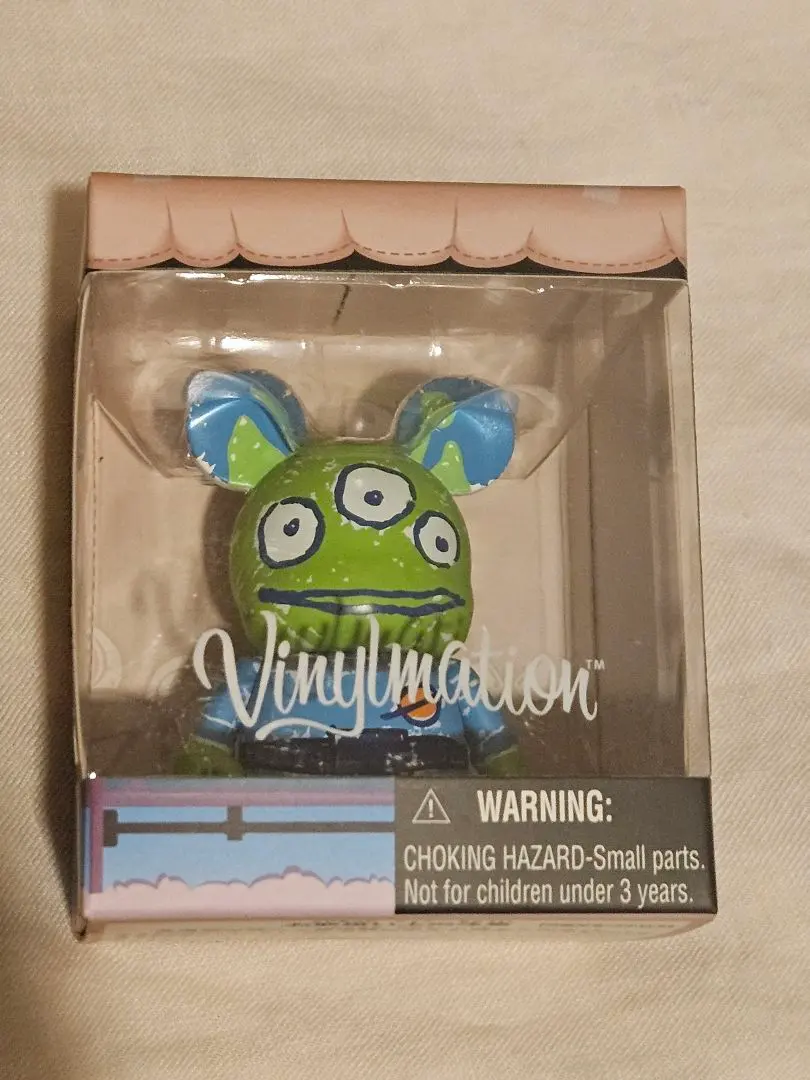 Vinylmation™
WARNING:
CHOKING HAZARD-Small parts.
Not for children under 3 years.